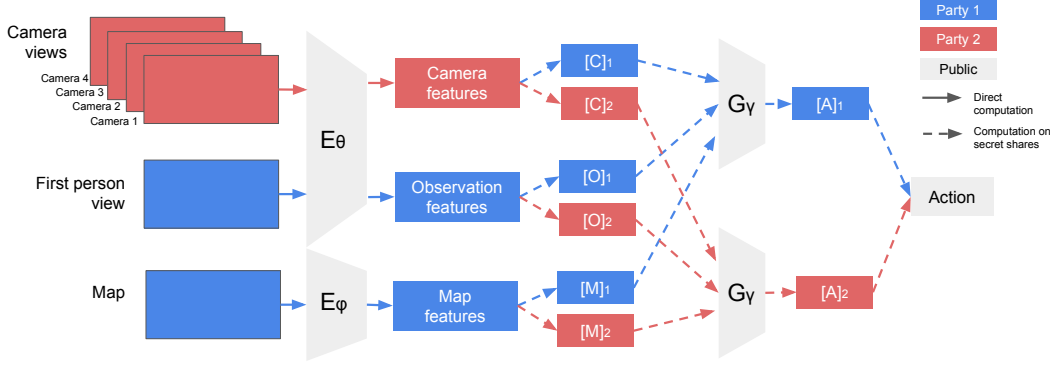 Camera
views
Camera 4
Camera 3
Camera 2
Camera 1
First person
view
Map
Eθ
Eφ
Camera
features
Observation
features
Map
features
[C]1
[C]2
[O]1
[O]2
[M]1
[M]2
Gγ
Gγ
[A]1
[A]2
Action
Party 1
Party 2
Public
Direct
computation
Computation on
secret shares